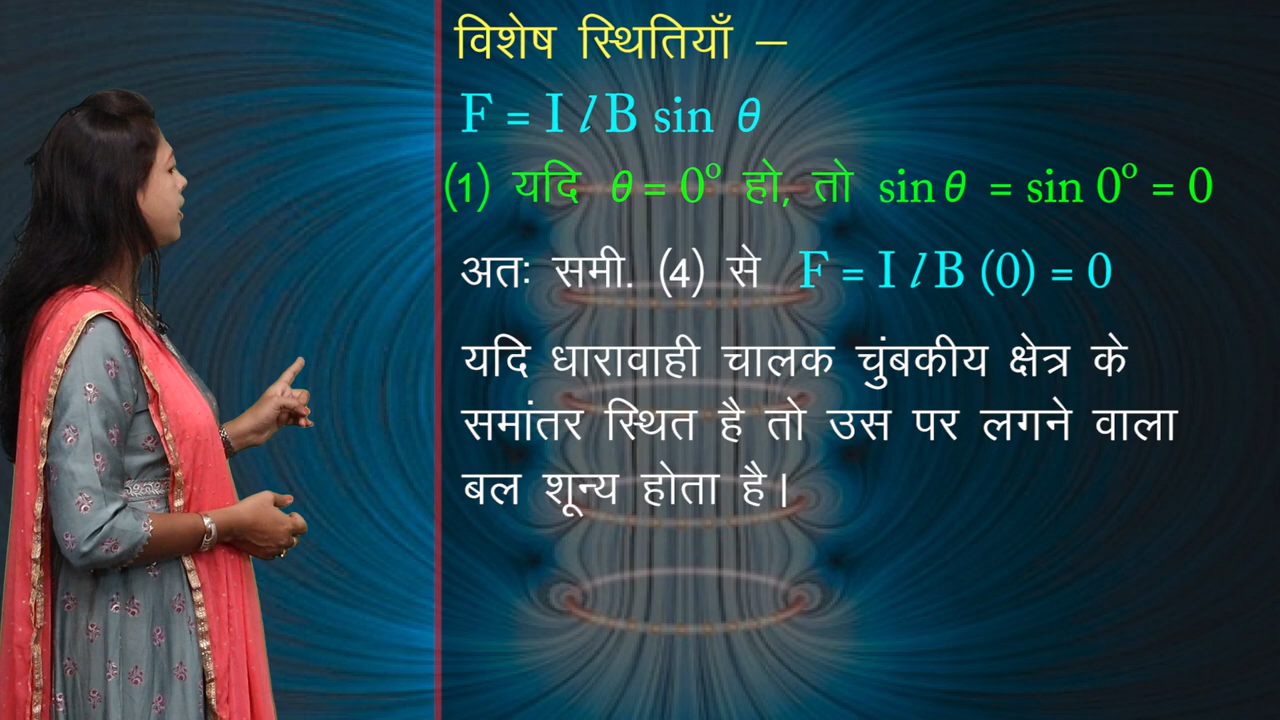 विशेष स्थितियाँ –
F = I l B sin θ
(1) यदि θ = 0° हो, तो sin θ = sin 0° = 0
अतः समी. (4) से F = I l B (0) = 0
यदि धारावाही चालक चुंबकीय क्षेत्र के
समांतर स्थित है तो उस पर लगने वाला
बल शून्य होता है।